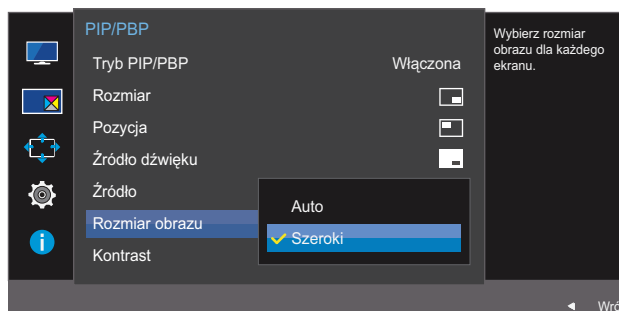 PIP/PBP
Tryb PIP/PBP Włączona
Rozmiar
Pozycja
Źródło dźwięku
Źródło
Rozmiar obrazu
Kontrast
Auto
Szeroki
Wybierz rozmiar
obrazu dla każdego
ekranu.